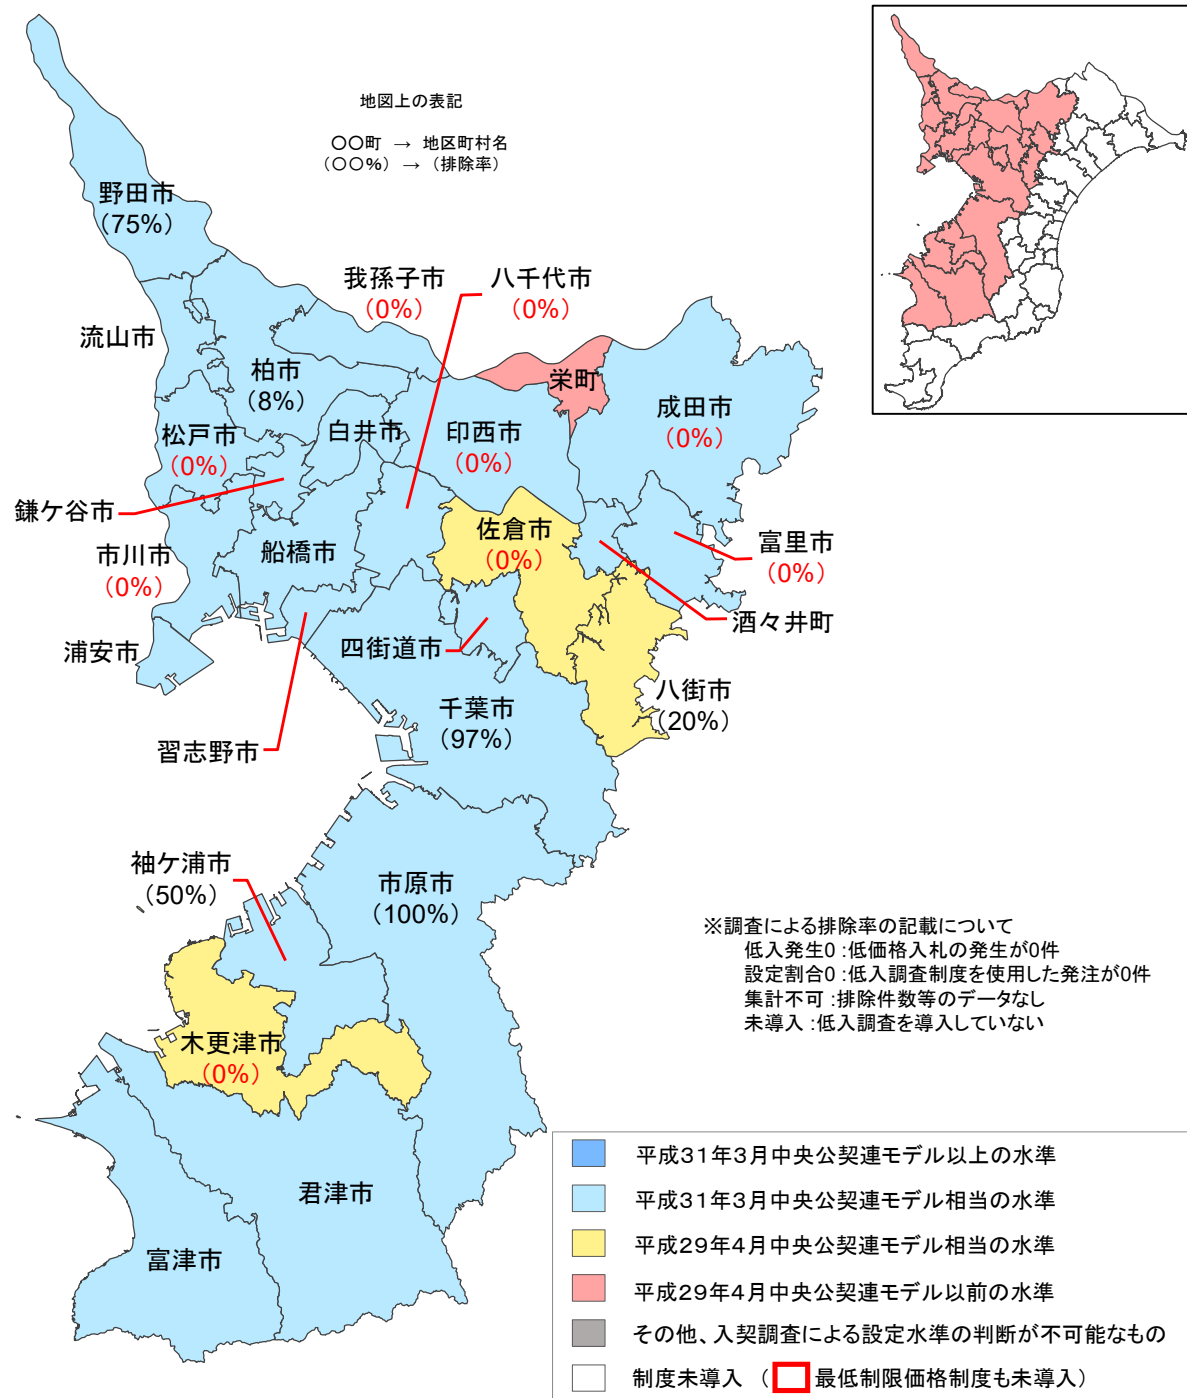 地図上の表記
〇〇町 → 地区町村名
(〇〇%) → (排除率)
野田市
(75%)
我孫子市
(0%)
八千代市
(0%)
流山市
柏市
(8%)
栄町
成田市
(0%)
松戸市
(0%)
白井市
印西市
(0%)
鎌ケ谷市
市川市
(0%)
船橋市
佐倉市
(0%)
富里市
(0%)
酒々井町
浦安市
四街道市
八街市
(20%)
千葉市
(97%)
習志野市
袖ケ浦市
(50%)
市原市
(100%)
※調査による排除率の記載について
低入発生0:低価格入札の発生が0件
設定割合0:低入調査制度を使用した発注が0件
集計不可:排除件数等のデータなし
未導入:低入調査を導入していない
木更津市
(0%)
君津市
富津市
平成31年3月中央公契連モデル以上の水準
平成31年3月中央公契連モデル相当の水準
平成29年4月中央公契連モデル相当の水準
平成29年4月中央公契連モデル以前の水準
その他、入契調査による設定水準の判断が不可能なもの
制度未導入 ( 最低制限価格制度も未導入)